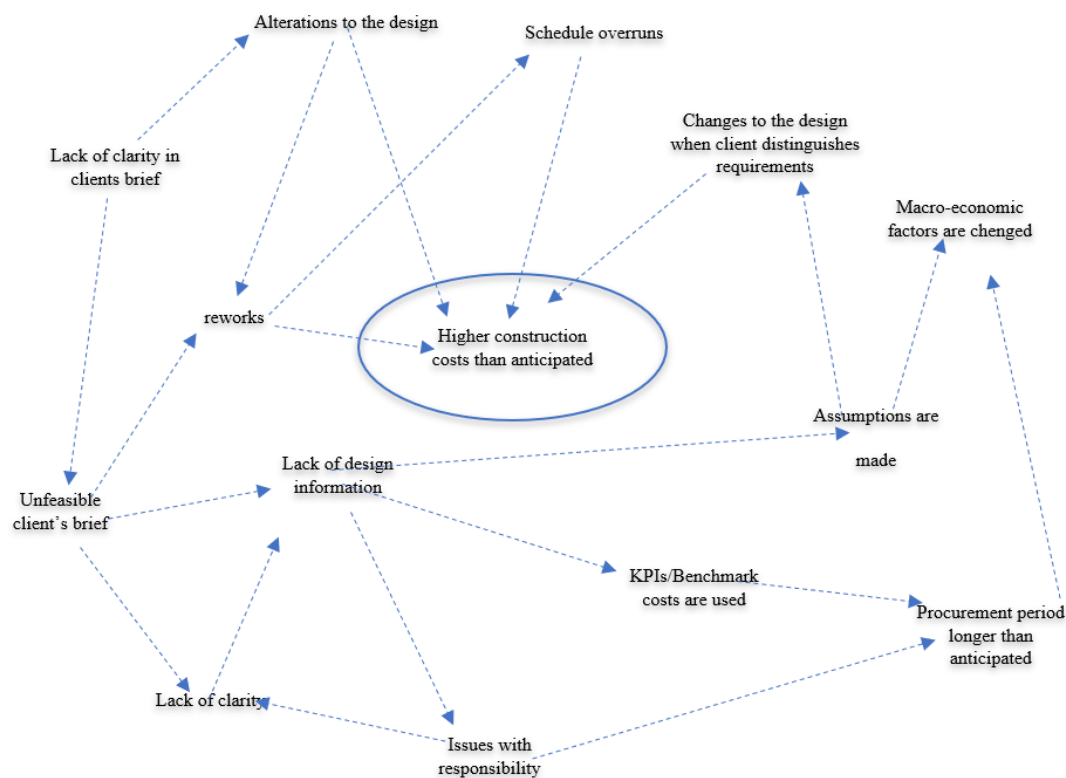 Alterations to the design
Schedule overruns
Changes to the design
when client distinguishes
requirements
Lack of clarity in
clients brief
Macro-economic
factors are chenged
reworks
Higher construction
costs than anticipated
Assumptions are
made
Lack of design
information
Unfeasible
client’s brief
KPIs/Benchmark
costs are used
Procurement period
longer than
anticipated
Lack of clarity
Issues with
responsibility